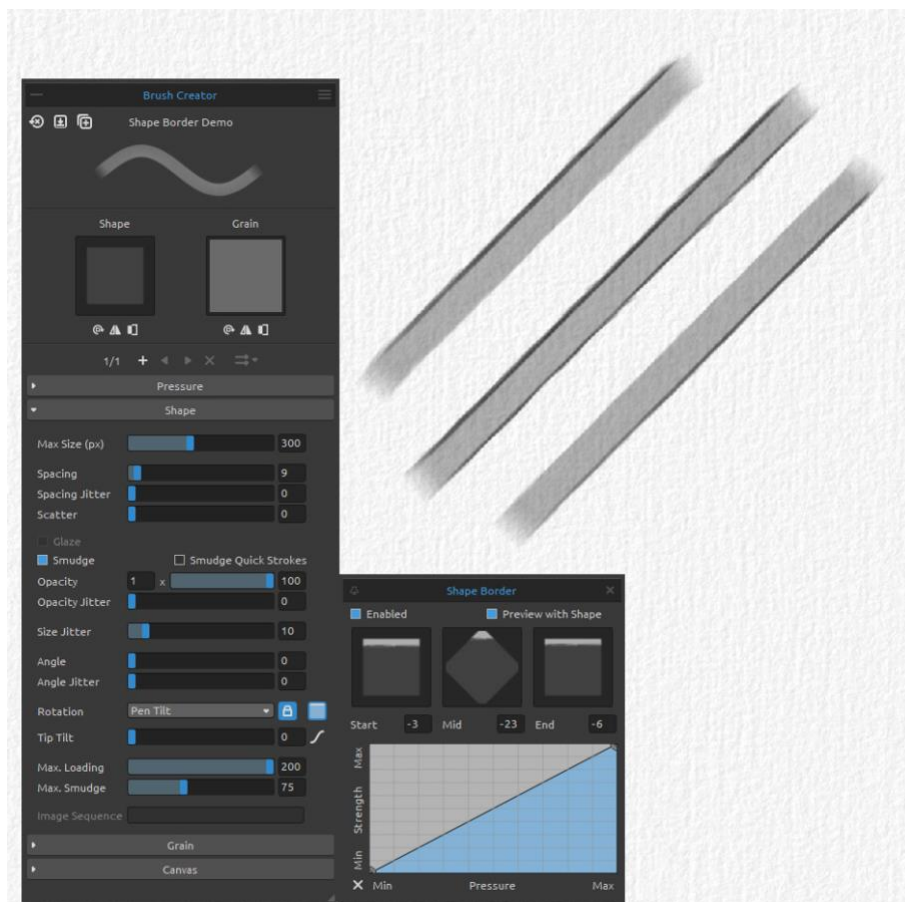 Brush Creator
Shape Border Demo
Shape Grain
1/1
Pressure
Shape
Max Size (px) 300
Spacing 9
Spacing Jitter 0
Scatter 0
Glaze
Smudge Smudge Quick Strokes
Opacity 1 x 100
Opacity Jitter 0
Size Jitter 10
Angle 0
Angle Jitter 0
Rotation Pen Tilt
Tip Tilt 0
Max. Loading 200
Max. Smudge 75
Image Sequence
Grain
Canvas
Shape Border
Enabled Preview with Shape
Start -3 Mid -23 End -6
Max
Strength
Min
Min Pressure Max